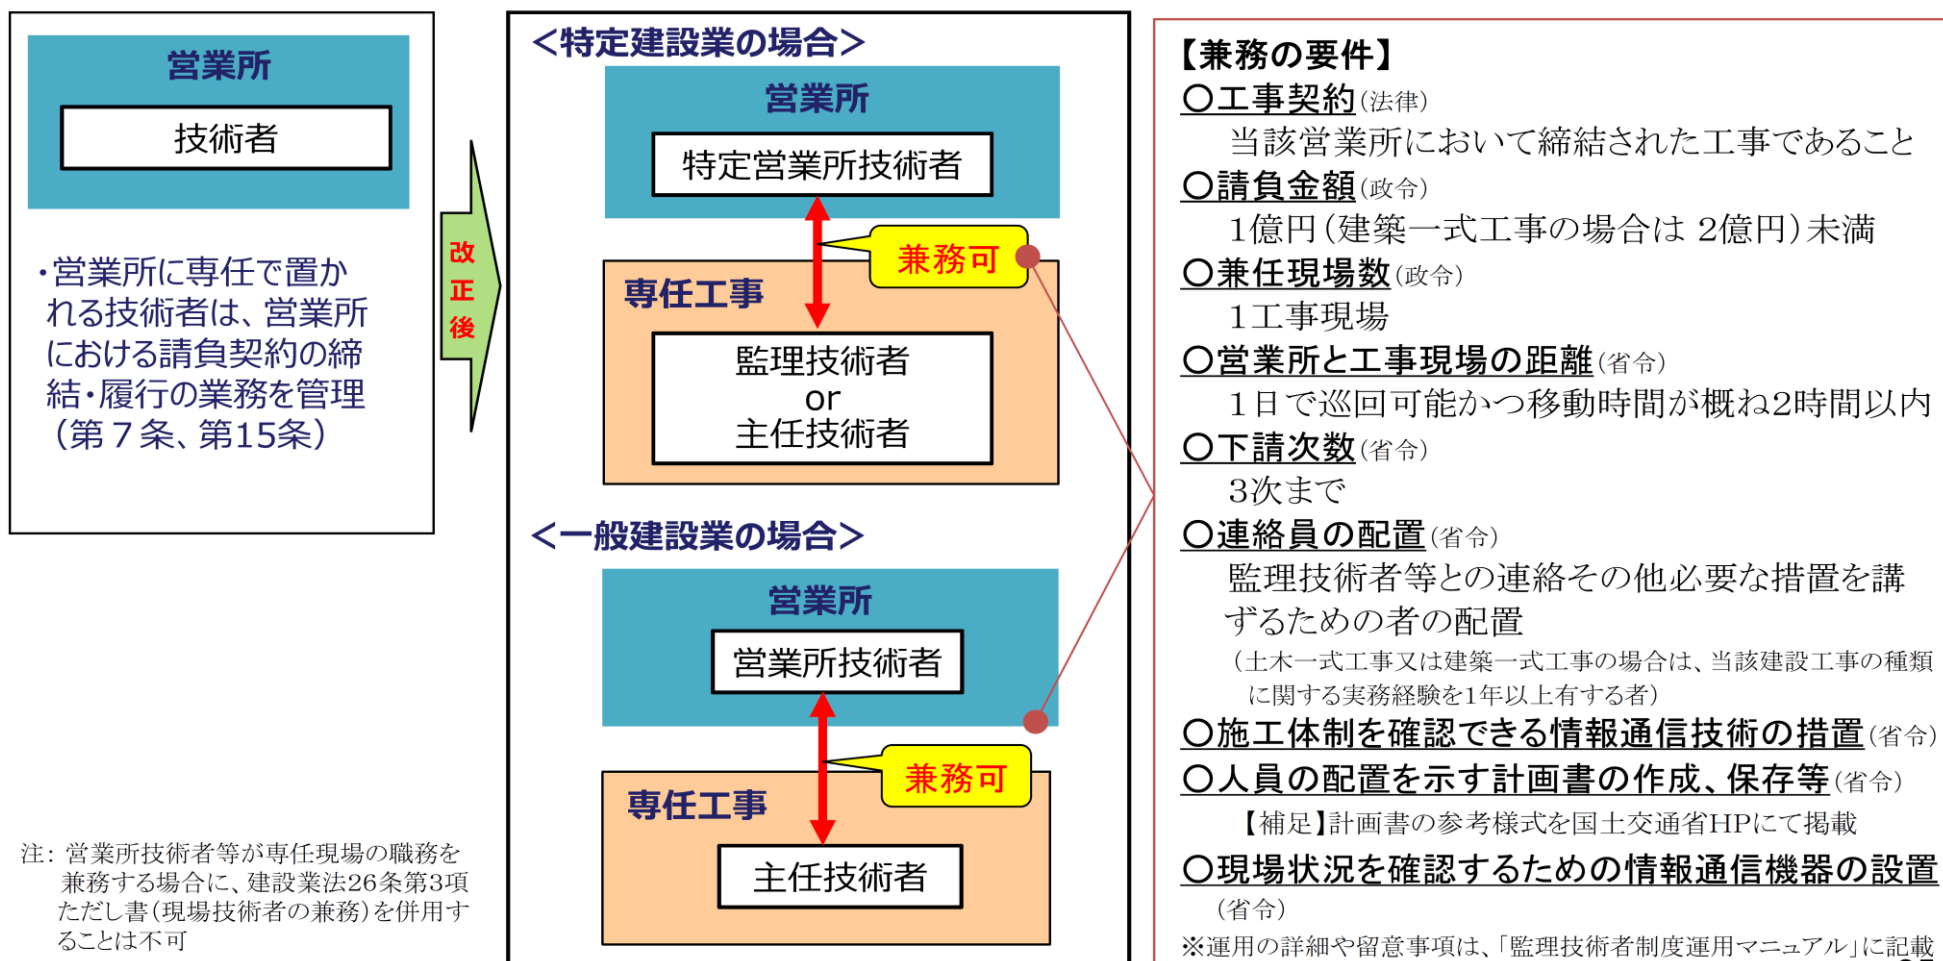 営業所
技術者
・営業所に専任で置か
れる技術者は、営業所
における請負契約の締
結・履行の業務を管理
（第７条、第15条）
注： 営業所技術者等が専任現場の職務を
兼務する場合に、建設業法26条第3項
ただし書（現場技術者の兼務）を併用す
ることは不可
改
正
後
＜特定建設業の場合＞
営業所
特定営業所技術者
兼務可
専任工事
監理技術者
or
主任技術者
＜一般建設業の場合＞
営業所
営業所技術者
兼務可
専任工事
主任技術者
【兼務の要件】
〇工事契約（法律）
当該営業所において締結された工事であること
〇請負金額（政令）
1億円（建築一式工事の場合は 2億円）未満
〇兼任現場数（政令）
1工事現場
〇営業所と工事現場の距離（省令）
1日で巡回可能かつ移動時間が概ね2時間以内
〇下請次数（省令）
3次まで
〇連絡員の配置（省令）
監理技術者等との連絡その他必要な措置を講
ずるための者の配置
（土木一式工事又は建築一式工事の場合は、当該建設工事の種類
に関する実務経験を1年以上有する者）
〇施工体制を確認できる情報通信技術の措置（省令）
〇人員の配置を示す計画書の作成、保存等（省令）
【補足】計画書の参考様式を国土交通省HPにて掲載
〇現場状況を確認するための情報通信機器の設置
（省令）
※運用の詳細や留意事項は、「監理技術者制度運用マニュアル」に記載